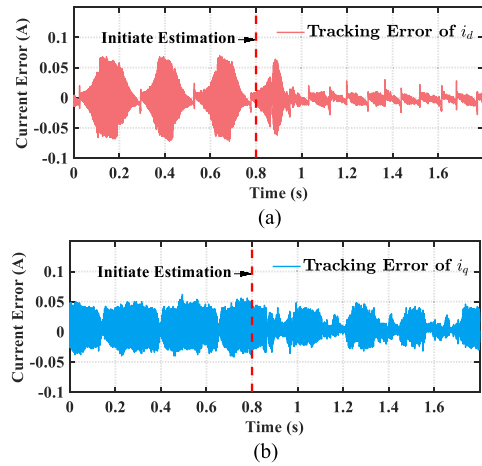 Initiate Estimation
Tracking Error of i_d
Current Error (A)
0.1
0.05
0
-0.05
-0.1
0 0.2 0.4 0.6 0.8 1 1.2 1.4 1.6
Time (s)
(a)
Initiate Estimation
Tracking Error of i_q
Current Error (A)
0.1
0.05
0
-0.05
-0.1
0 0.2 0.4 0.6 0.8 1 1.2 1.4 1.6
Time (s)
(b)